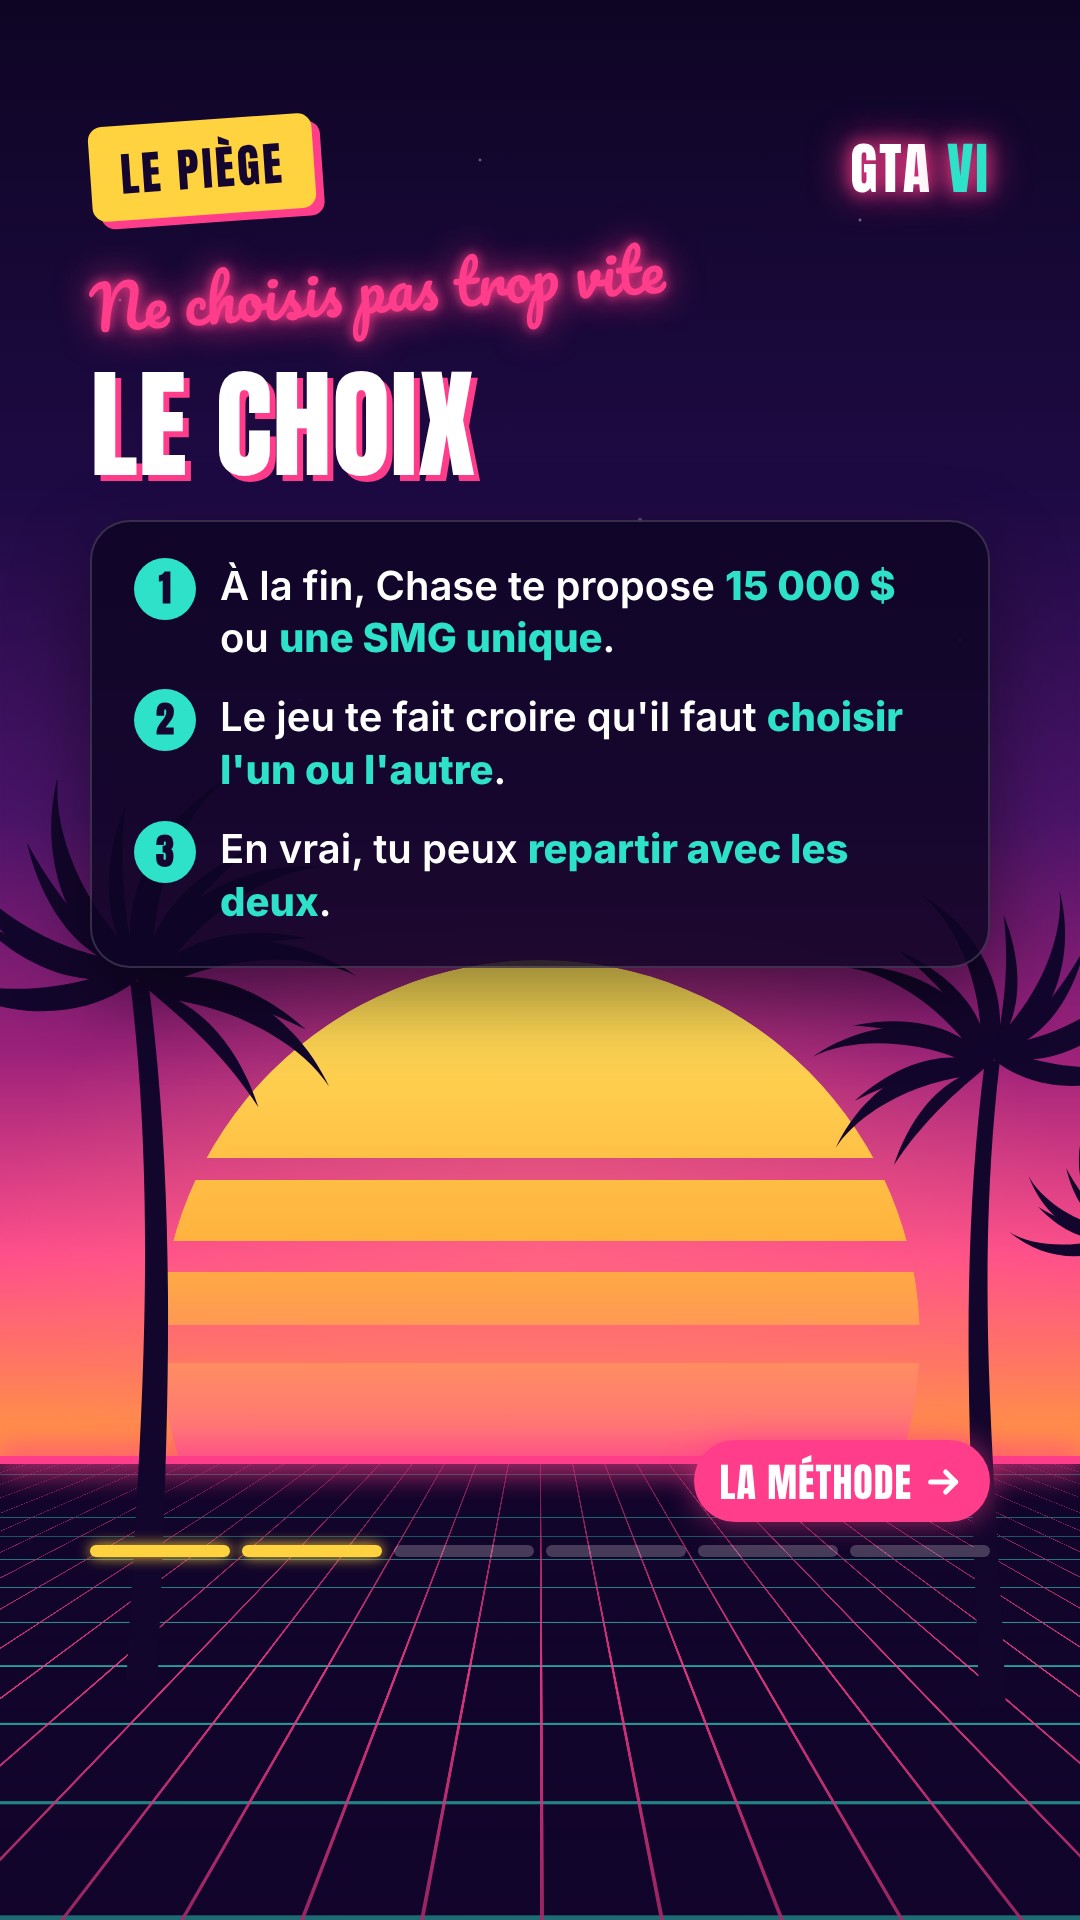 LE PIÈGE
GTA VI
Ne choisis pas trop vite
LE CHOIX
1 À la fin, Chase te propose 15 000 $
ou une SMG unique.
2 Le jeu te fait croire qu'il faut choisir
l'un ou l'autre.
3 En vrai, tu peux repartir avec les
deux.
LA MÉTHODE →